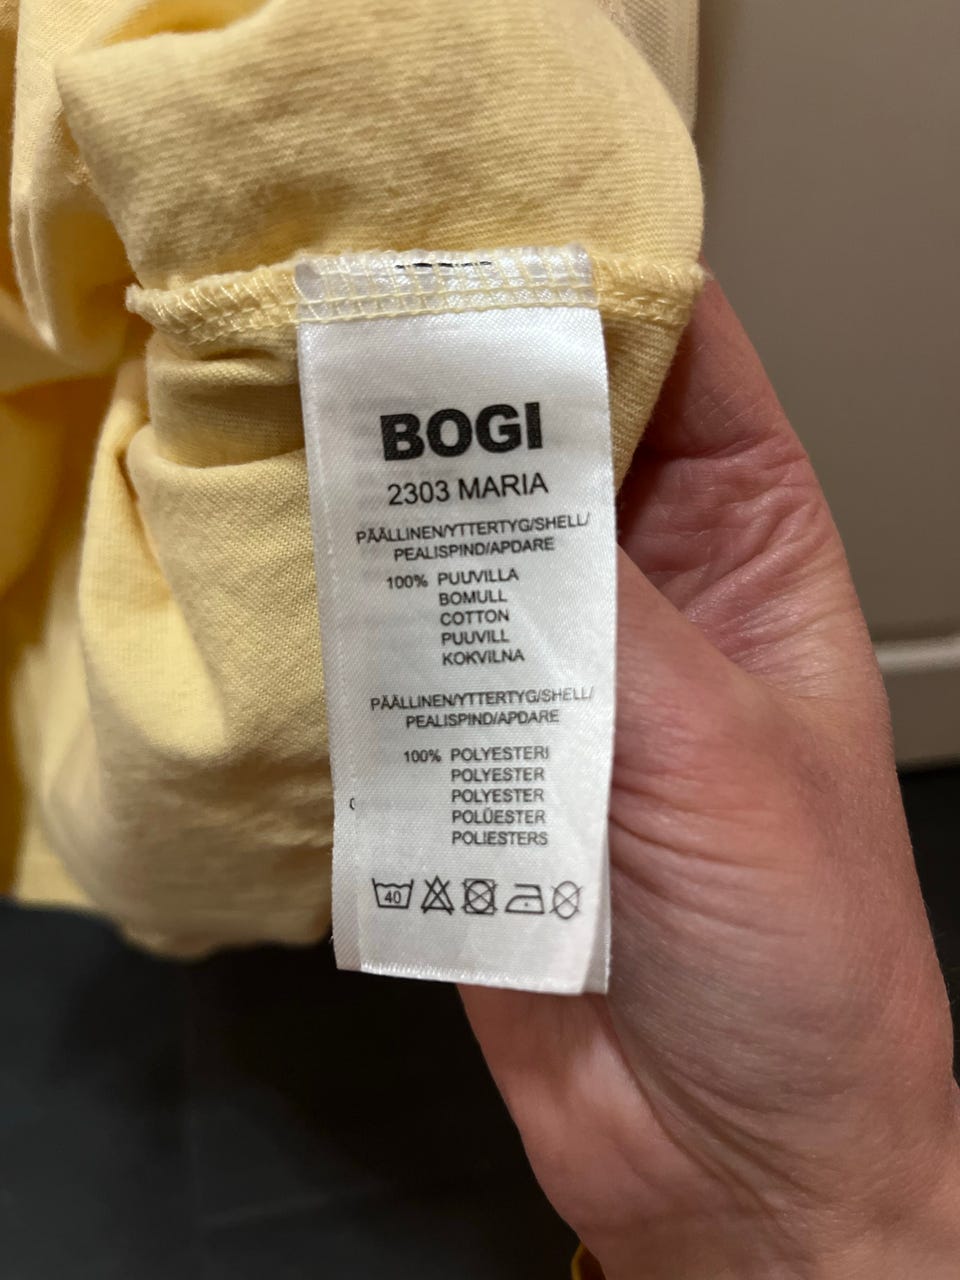 BOGI
2303 MARIA
PÄÄLLINEN/YTTERTYG/SHELL/
PEALISPIND/APDARE
100% PUUVILLA
BOMULL
COTTON
PUUVILL
KOKVILNA
PÄÄLLINEN/YTTERTYG/SHELL/
PEALISPIND/APDARE
100% POLYESTERI
POLYESTER
POLYESTER
POLÜESTER
POLIESTERS
40